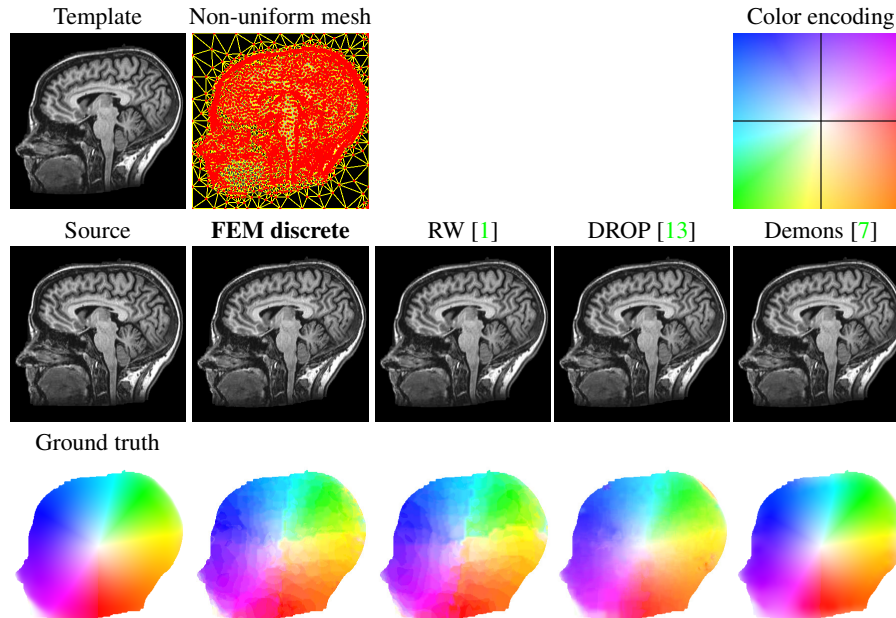 Template Non-uniform mesh Color encoding
Source FEM discrete RW [1] DROP [13] Demons [7]
Ground truth